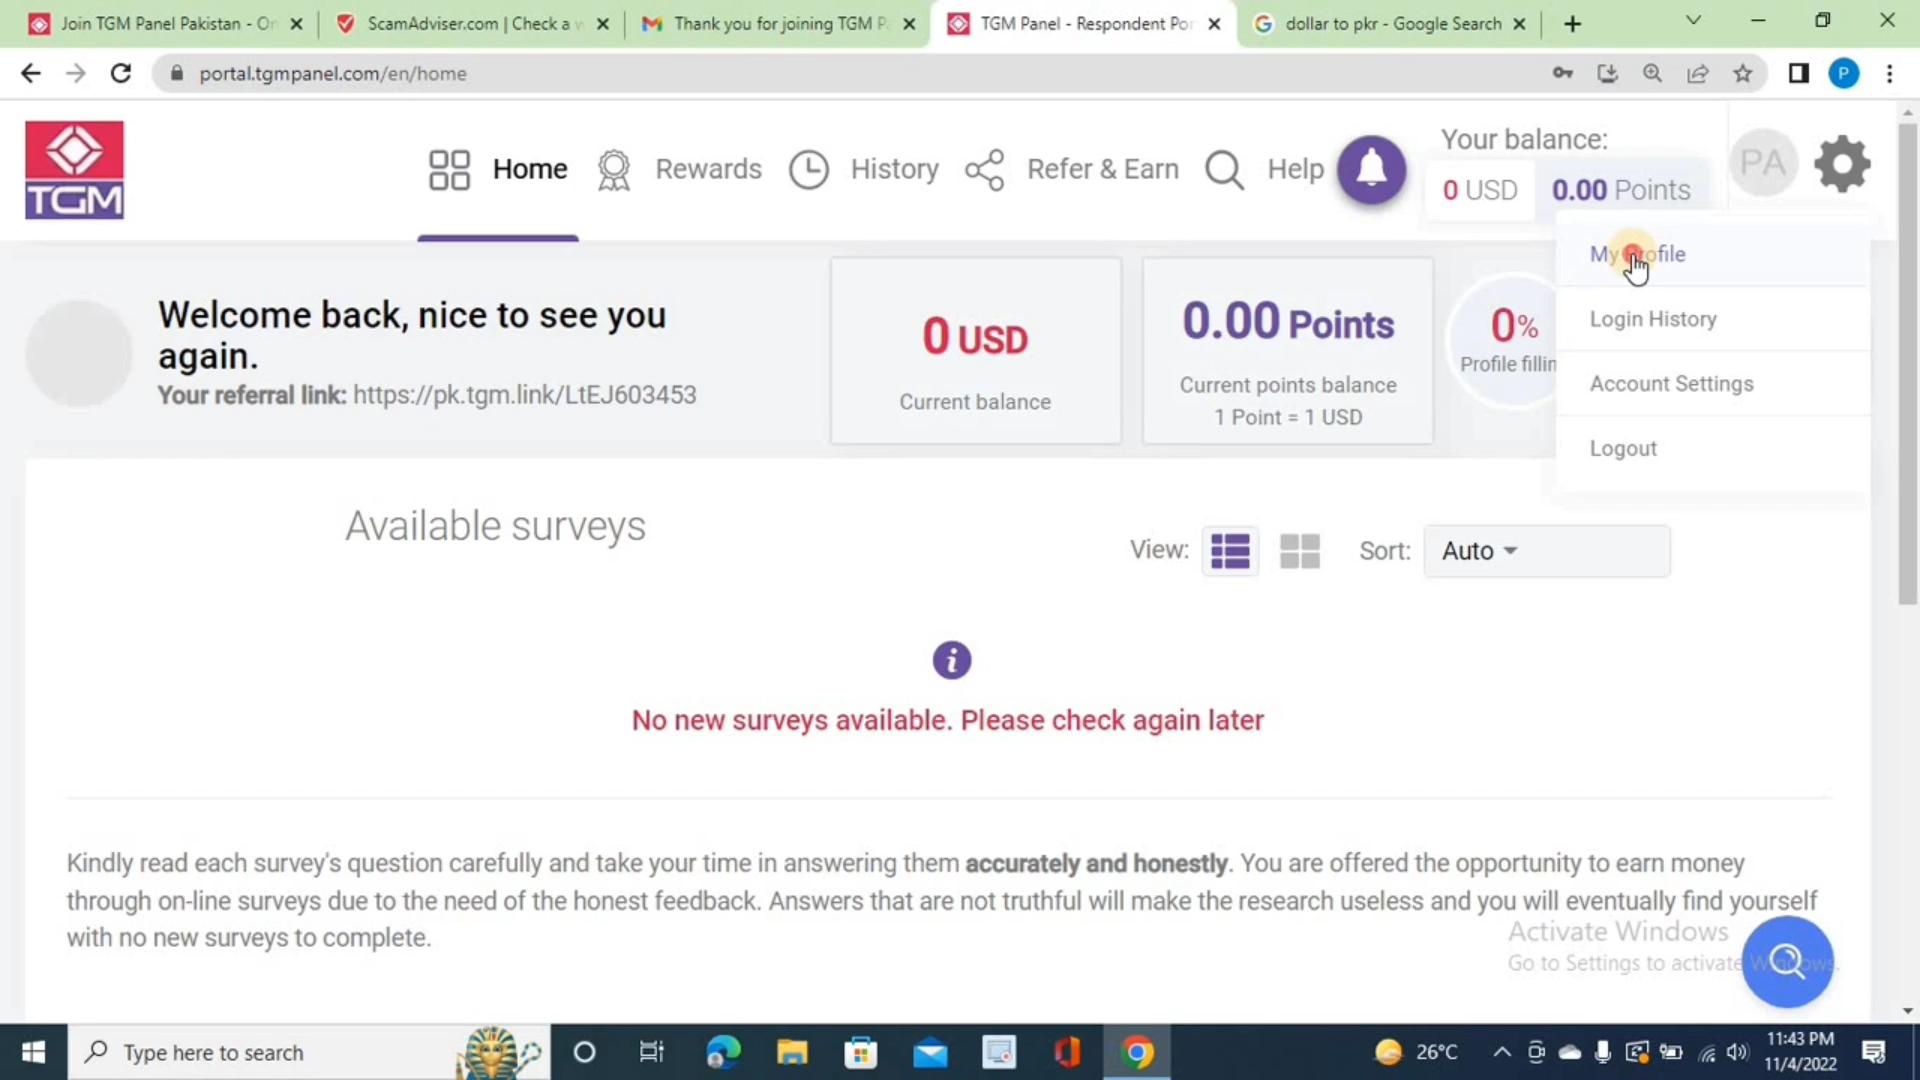 Join TGM Panel Pakistan - On
ScamAdviser.com | Check a w
Thank you for joining TGM P
TGM Panel - Respondent Por
dollar to pkr - Google Search
portal.tgmpanel.com/en/home
P
TGM
Home
Rewards
History
Refer & Earn
Help
Your balance:
0 USD
0.00 Points
PA
My Profile
Login History
Account Settings
Logout
Welcome back, nice to see you
again.
Your referral link: https://pk.tgm.link/LtEJ603453
0 USD
Current balance
0.00 Points
Current points balance
1 Point = 1 USD
0%
Profile fillin
Available surveys
View:
Sort:
Auto
No new surveys available. Please check again later
Kindly read each survey's question carefully and take your time in answering them accurately and honestly. You are offered the opportunity to earn money
through on-line surveys due to the need of the honest feedback. Answers that are not truthful will make the research useless and you will eventually find yourself
with no new surveys to complete.
Activate Windows
Go to Settings to activate Windows.
Type here to search
26°C
11:43 PM
11/4/2022